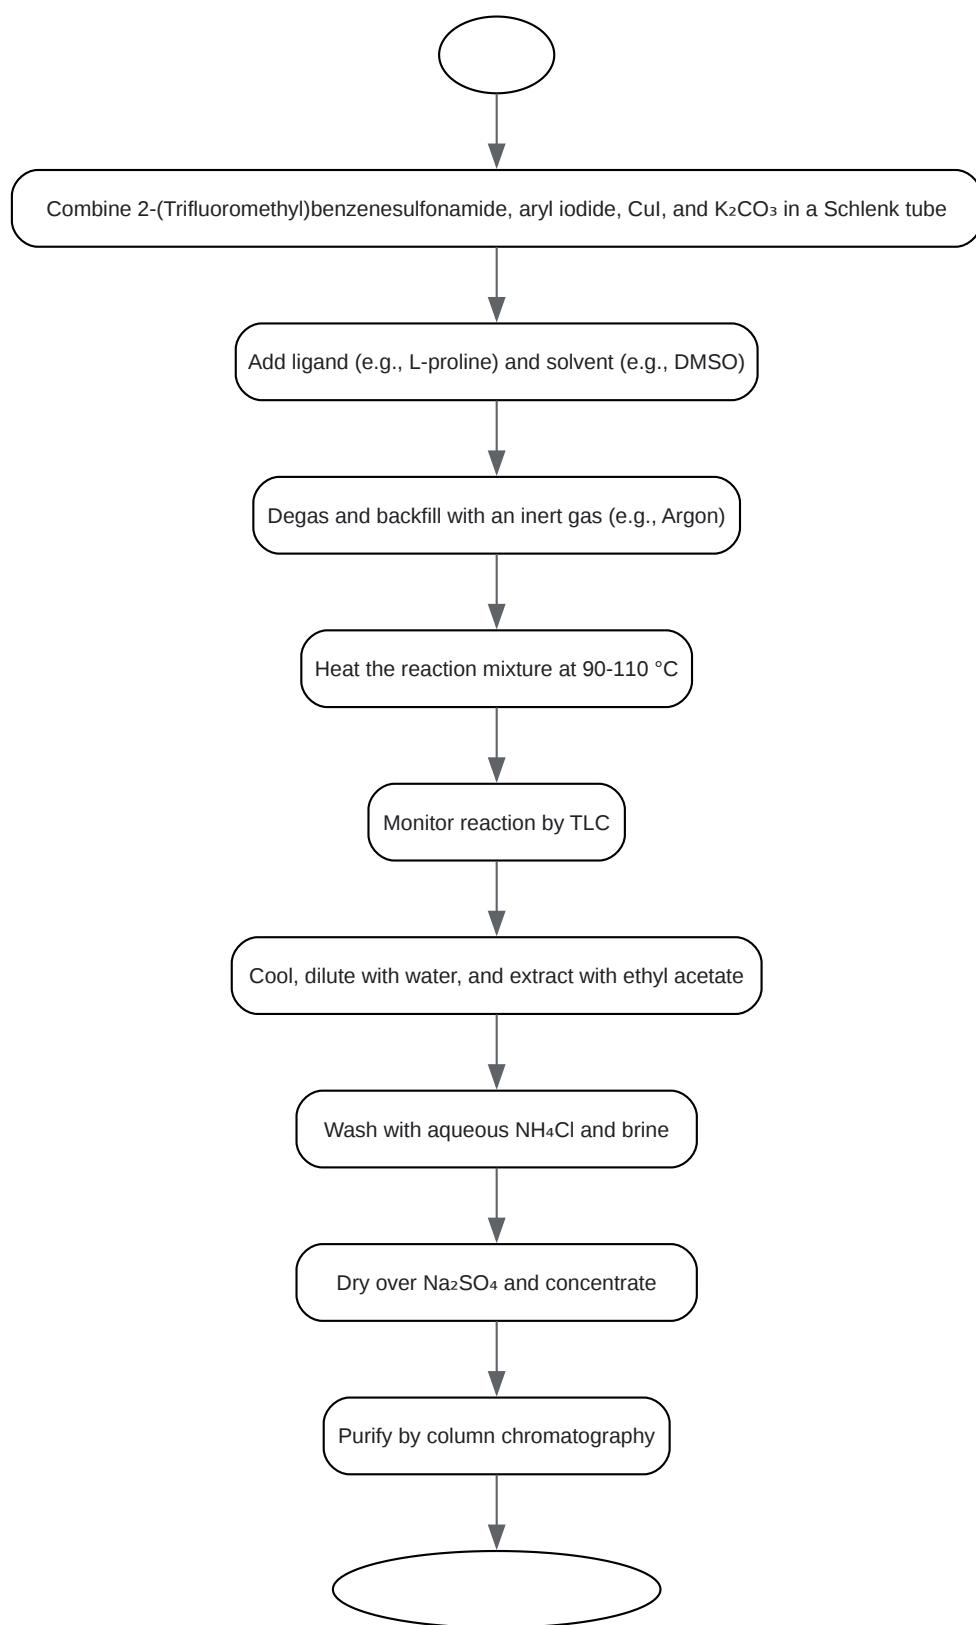 Combine 2-(Trifluoromethyl)benzenesulfonamide, aryl iodide, CuI, and K₂CO₃ in a Schlenk tube
Add ligand (e.g., L-proline) and solvent (e.g., DMSO)
Degas and backfill with an inert gas (e.g., Argon)
Heat the reaction mixture at 90-110 °C
Monitor reaction by TLC
Cool, dilute with water, and extract with ethyl acetate
Wash with aqueous NH₄Cl and brine
Dry over Na₂SO₄ and concentrate
Purify by column chromatography